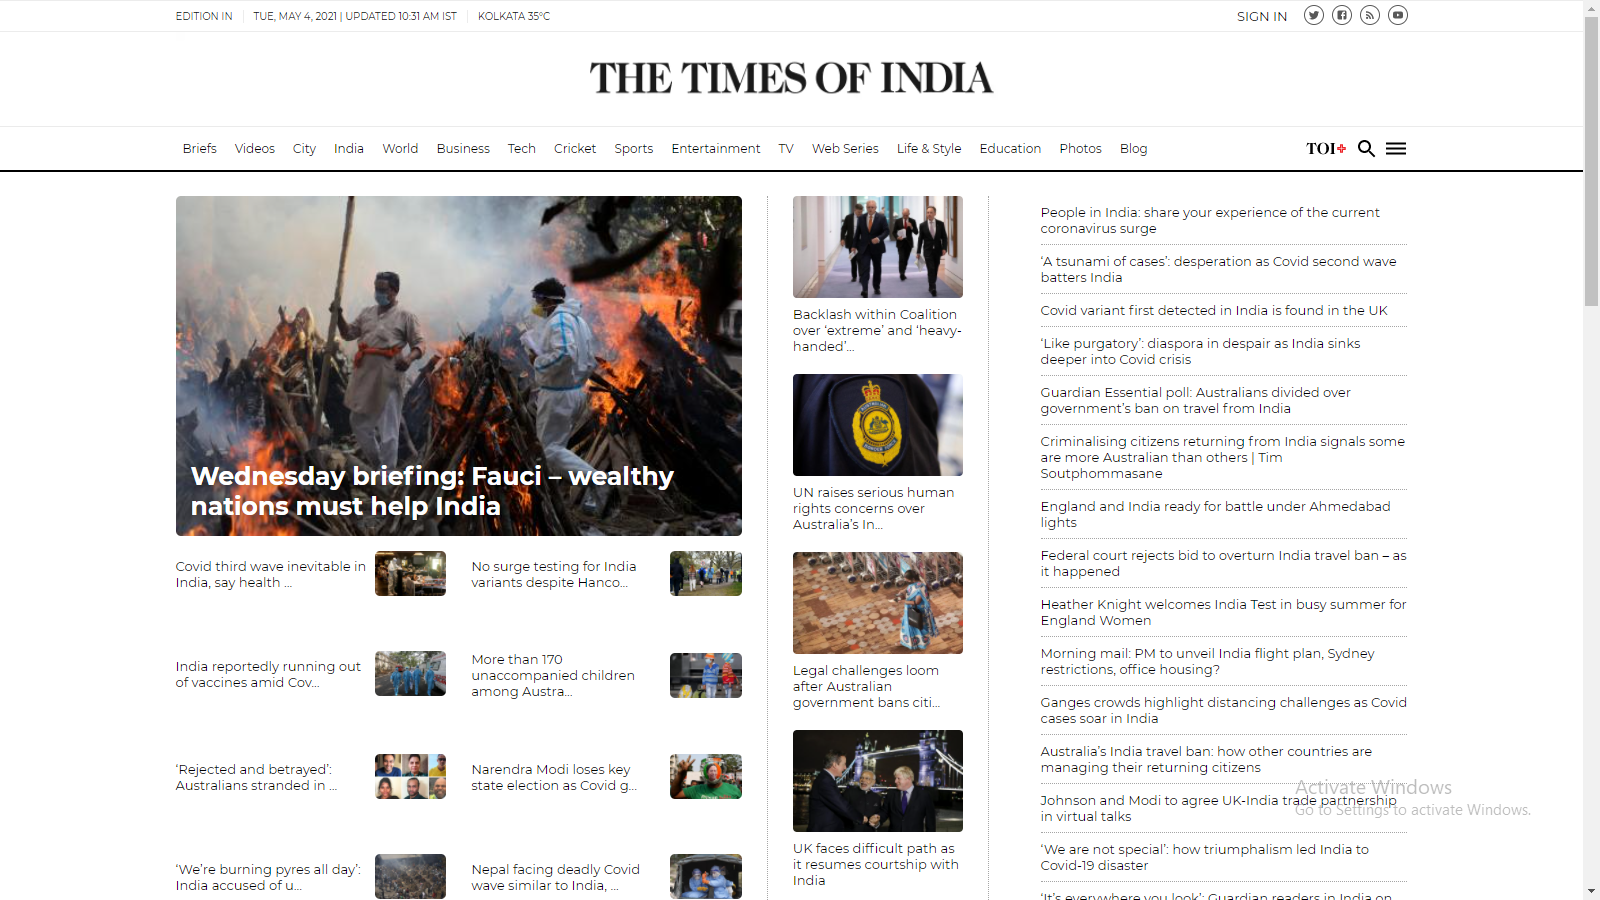 EDITION IN
TUE, MAY 4, 2021 | UPDATED 10:31 AM IST
KOLKATA 35°C
SIGN IN
THE TIMES OF INDIA
Briefs Videos City India World Business Tech Cricket Sports Entertainment TV Web Series Life & Style Education Photos Blog
TOI+
Wednesday briefing: Fauci – wealthy
nations must help India
Covid third wave inevitable in
India, say health ...
No surge testing for India
variants despite Hanco...
India reportedly running out
of vaccines amid Cov...
More than 170
unaccompanied children
among Austra...
‘Rejected and betrayed’:
Australians stranded in ...
Narendra Modi loses key
state election as Covid g...
‘We’re burning pyres all day’:
India accused of u...
Nepal facing deadly Covid
wave similar to India, ...
Backlash within Coalition
over ‘extreme’ and ‘heavy-
handed’...
UN raises serious human
rights concerns over
Australia’s In...
Legal challenges loom
after Australian
government bans citi...
UK faces difficult path as
it resumes courtship with
India
People in India: share your experience of the current
coronavirus surge
‘A tsunami of cases’: desperation as Covid second wave
batters India
Covid variant first detected in India is found in the UK
‘Like purgatory’: diaspora in despair as India sinks
deeper into Covid crisis
Guardian Essential poll: Australians divided over
government’s ban on travel from India
Criminalising citizens returning from India signals some
are more Australian than others | Tim
Soutphommasane
England and India ready for battle under Ahmedabad
lights
Federal court rejects bid to overturn India travel ban – as
it happened
Heather Knight welcomes India Test in busy summer for
England Women
Morning mail: PM to unveil India flight plan, Sydney
restrictions, office housing?
Ganges crowds highlight distancing challenges as Covid
cases soar in India
Australia’s India travel ban: how other countries are
managing their returning citizens
Johnson and Modi to agree UK-India trade partnership
in virtual talks
‘We are not special’: how triumphalism led India to
Covid-19 disaster
‘It’s everywhere you look’: Guardian readers in India on
Activate Windows
Go to Settings to activate Windows.